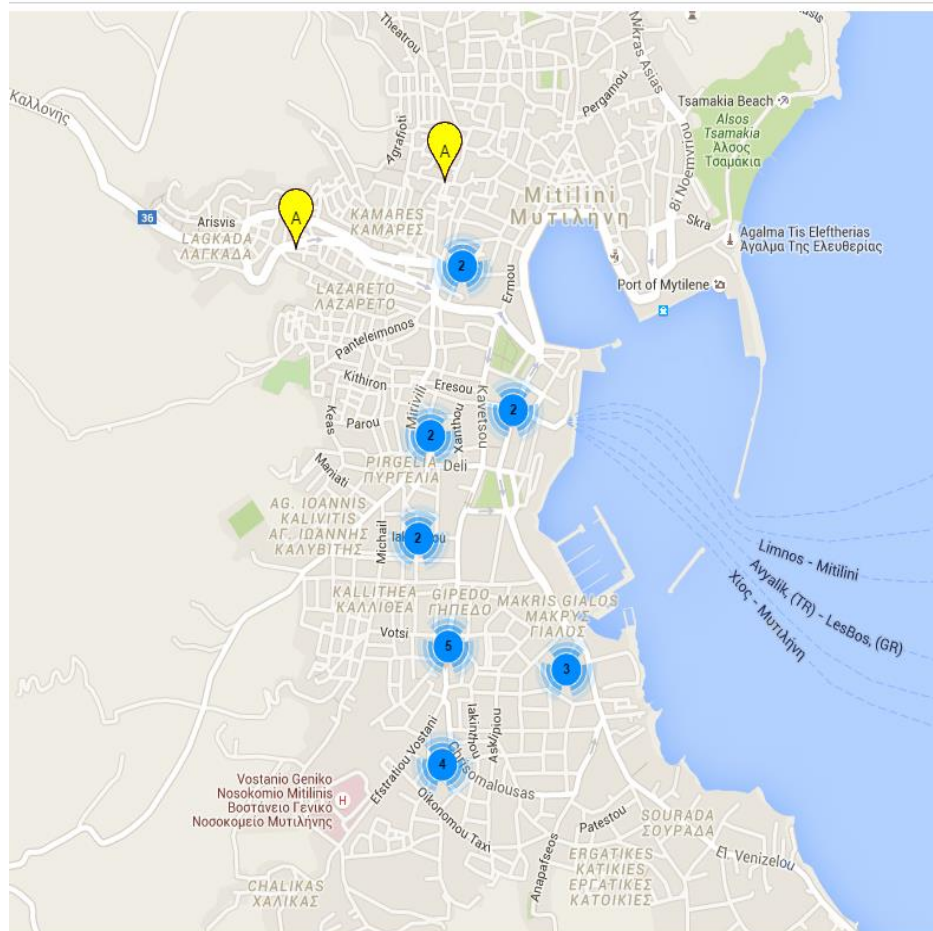 Theatrou
Mikras Asias
Καλλονής
Agrafioti
Pergamou
Tsamakia Beach
Alsos
Tsamakia
Άλσος
Τσαμάκια
A
8i Noemvriou
Mitilini
Μυτιλήνη
36
Arisvis
A
KAMARES
ΚΑΜΑΡΕΣ
Skra
LAGKADA
ΛΑΓΚΑΔΑ
Agalma Tis Eleftherias
Άγαλμα Της Ελευθερίας
2
Ermou
Port of Mytilene
LAZARETO
ΛΑΖΑΡΕΤΟ
Panteleimonos
Kithiron
Eresou
Keas
Parou
Mirivili
Xanthou
Kavetsou
2
2
Deli
PIRGELIA
ΠΥΡΓΕΛΙΑ
Maniati
AG. IOANNIS
KALIVITIS
ΑΓ. ΙΩΑΝΝΗΣ
ΚΑΛΥΒΙΤΗΣ
Michail
2
Limnos - Mitilini
Avyalik, (TR) - LesBos, (GR)
Χίος - Μυτιλήνη
KALLITHEA
ΚΑΛΛΙΘΕΑ
GIPEDO
ΓΗΠΕΔΟ
MAKRIS GIALOS
ΜΑΚΡΥΣ
ΓΙΑΛΟΣ
Votsi
5
3
Iakinthou
Asklipiou
Efstratiou Vostani
4
Chrisomalousas
Vostanio Geniko
Nosokomio Mitilinis
Βοστάνειο Γενικό
Νοσοκομείο Μυτιλήνης
H
Oikonomou Taxi
Patestou
SOURADA
ΣΟΥΡΑΔΑ
Anapafseos
ERGATIKES
KATIKIES
ΕΡΓΑΤΙΚΕΣ
ΚΑΤΟΙΚΙΕΣ
El. Venizelou
CHALIKAS
ΧΑΛΙΚΑΣ